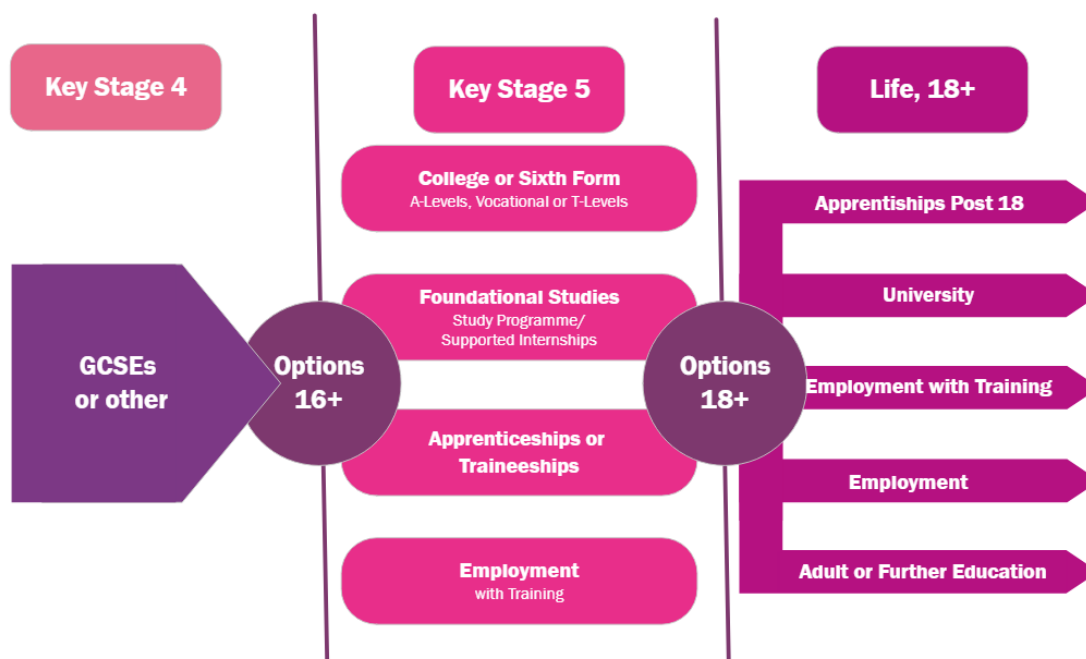 Key Stage 4
Key Stage 5
Life, 18+
GCSEs
or other
Options
16+
College or Sixth Form
A-Levels, Vocational or T-Levels
Foundational Studies
Study Programme/
Supported Internships
Apprenticeships or
Traineeships
Employment
with Training
Options
18+
Apprentiships Post 18
University
Employment with Training
Employment
Adult or Further Education